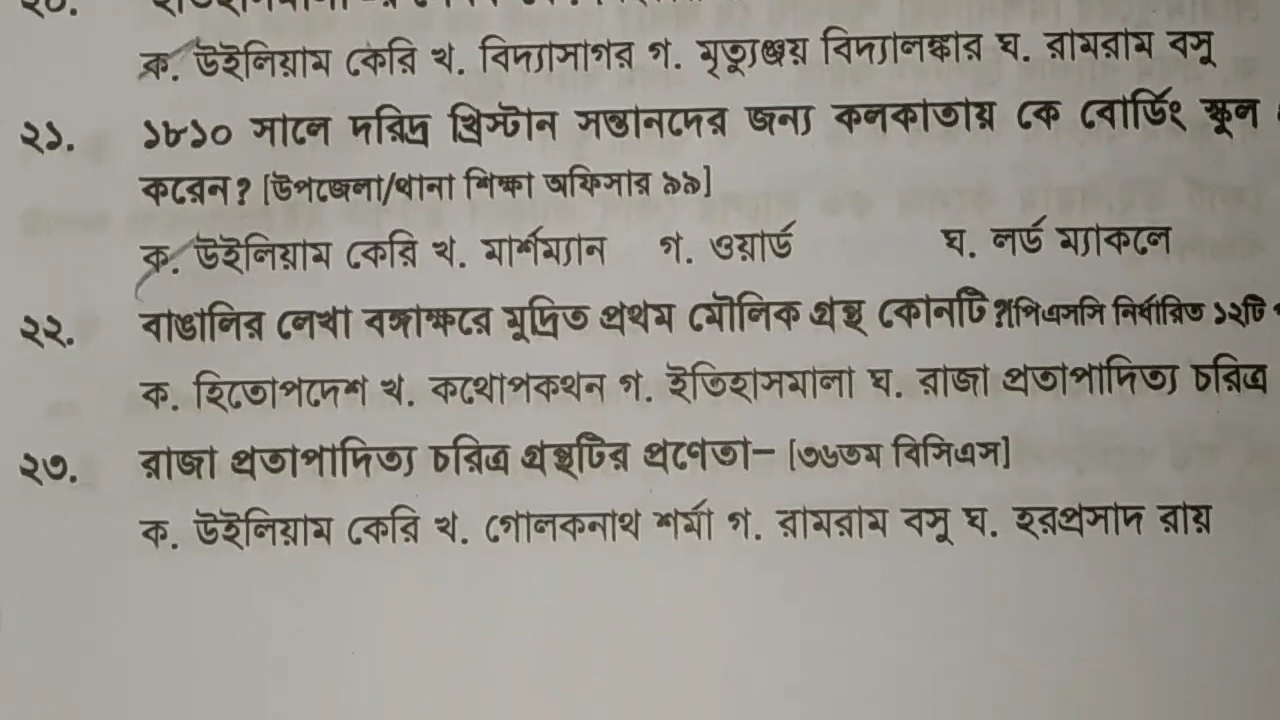 ২০.
ক. উইলিয়াম কেরি খ. বিদ্যাসাগর গ. মৃত্যুঞ্জয় বিদ্যালঙ্কার ঘ. রামরাম বসু
২১. ১৮১০ সালে দরিদ্র খ্রিস্টান সন্তানদের জন্য কলকাতায় কে বোর্ডিং স্কুল
করেন? [উপজেলা/থানা শিক্ষা অফিসার ৯৯]
ক. উইলিয়াম কেরি খ. মার্শম্যান গ. ওয়ার্ড ঘ. লর্ড ম্যাকলে
২২. বাঙালির লেখা বঙ্গাক্ষরে মুদ্রিত প্রথম মৌলিক গ্রন্থ কোনটি?[পিএসসি নির্ধারিত ১২টি
ক. হিতোপদেশ খ. কথোপকথন গ. ইতিহাসমালা ঘ. রাজা প্রতাপাদিত্য চরিত্র
২৩. রাজা প্রতাপাদিত্য চরিত্র গ্রন্থটির প্রণেতা– [৩৬তম বিসিএস]
ক. উইলিয়াম কেরি খ. গোলকনাথ শর্মা গ. রামরাম বসু ঘ. হরপ্রসাদ রায়